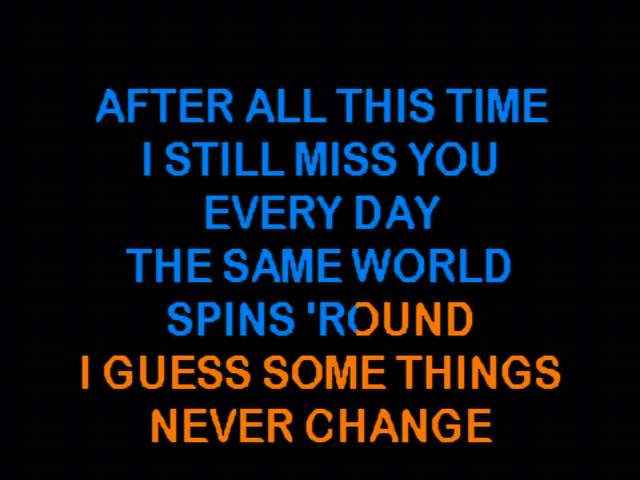 AFTER ALL THIS TIME
I STILL MISS YOU
EVERY DAY
THE SAME WORLD
SPINS 'ROUND
I GUESS SOME THINGS
NEVER CHANGE